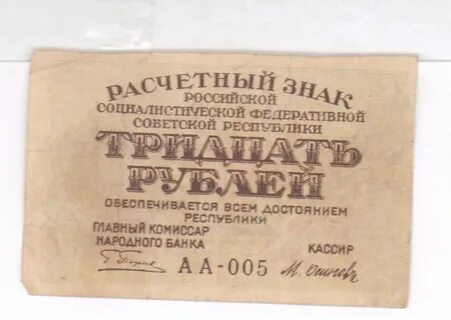 РАСЧЕТНЫЙ ЗНАК
РОССИЙСКОЙ
СОЦИАЛИСТИЧЕСКОЙ ФЕДЕРАТИВНОЙ
СОВЕТСКОЙ РЕСПУБЛИКИ
ТРИДЦАТЬ
РУБЛЕЙ
ОБЕСПЕЧИВАЕТСЯ ВСЕМ ДОСТОЯНИЕМ
РЕСПУБЛИКИ
ГЛАВНЫЙ КОМИССАР
НАРОДНОГО БАНКА
КАССИР
АА-005